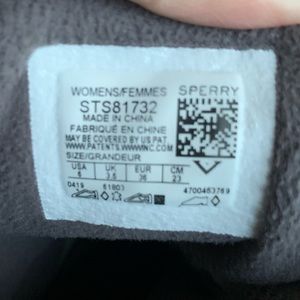 WOMENS/FEMMES SPERRY
STS81732
MADE IN CHINA
FABRIQUÉ EN CHINE
MAY BE COVERED BY US PAT.
WWW.PATENTS.WWWINC.COM
SIZE/GRANDEUR
USA UK EUR CM
6 3.5 36 23
0419 61803 4700463769